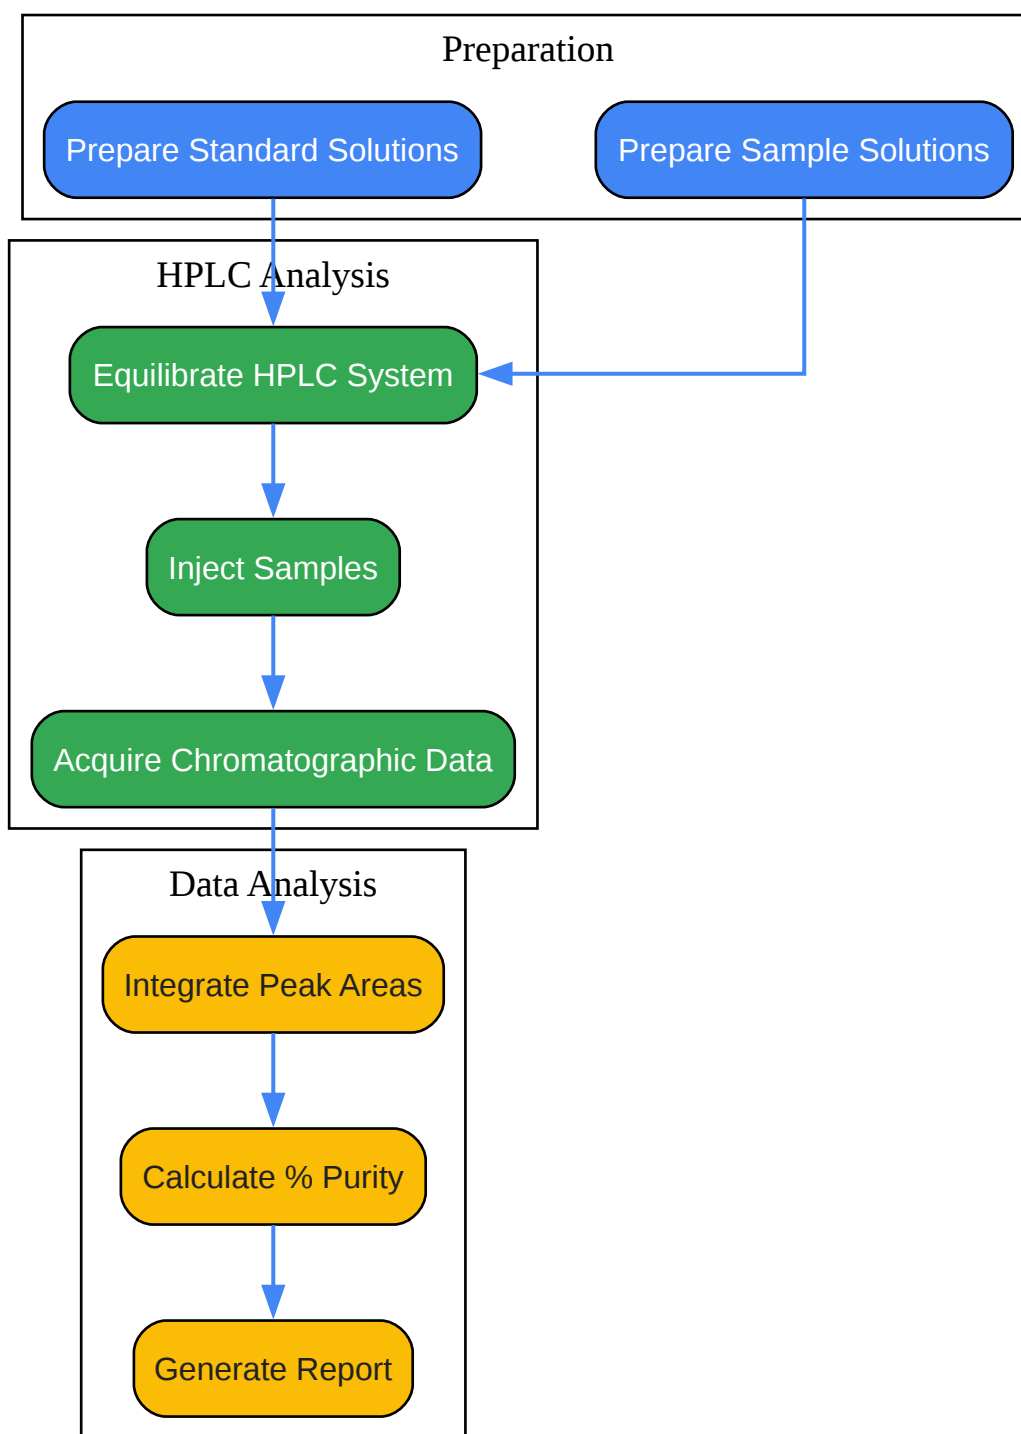 Preparation
Prepare Standard Solutions
Prepare Sample Solutions
HPLC Analysis
Equilibrate HPLC System
Inject Samples
Acquire Chromatographic Data
Data Analysis
Integrate Peak Areas
Calculate % Purity
Generate Report